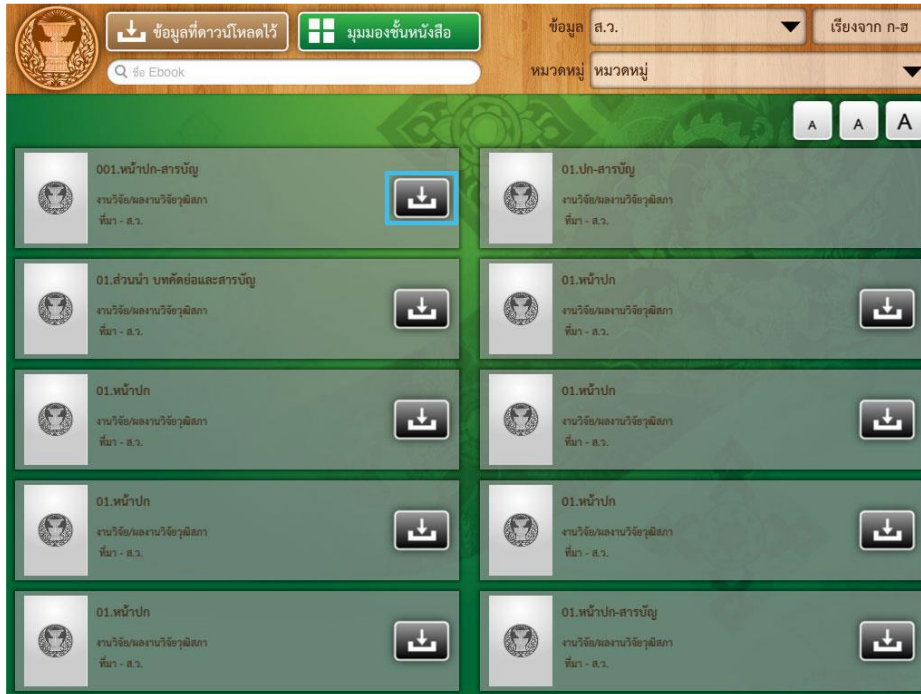 ข้อมูลที่ดาวน์โหลดไว้
มุมมองชั้นหนังสือ
ข้อมูล ส.ว.
เรียงจาก ก-ฮ
ชื่อ Ebook
หมวดหมู่ หมวดหมู่
A A A
001.หน้าปก-สารบัญ
งานวิจัย/ผลงานวิจัยวุฒิสภา
ที่มา - ส.ว.
01.ปก-สารบัญ
งานวิจัย/ผลงานวิจัยวุฒิสภา
ที่มา - ส.ว.
01.ส่วนนำ บทคัดย่อและสารบัญ
งานวิจัย/ผลงานวิจัยวุฒิสภา
ที่มา - ส.ว.
01.หน้าปก
งานวิจัย/ผลงานวิจัยวุฒิสภา
ที่มา - ส.ว.
01.หน้าปก
งานวิจัย/ผลงานวิจัยวุฒิสภา
ที่มา - ส.ว.
01.หน้าปก
งานวิจัย/ผลงานวิจัยวุฒิสภา
ที่มา - ส.ว.
01.หน้าปก
งานวิจัย/ผลงานวิจัยวุฒิสภา
ที่มา - ส.ว.
01.หน้าปก
งานวิจัย/ผลงานวิจัยวุฒิสภา
ที่มา - ส.ว.
01.หน้าปก
งานวิจัย/ผลงานวิจัยวุฒิสภา
ที่มา - ส.ว.
01.หน้าปก-สารบัญ
งานวิจัย/ผลงานวิจัยวุฒิสภา
ที่มา - ส.ว.